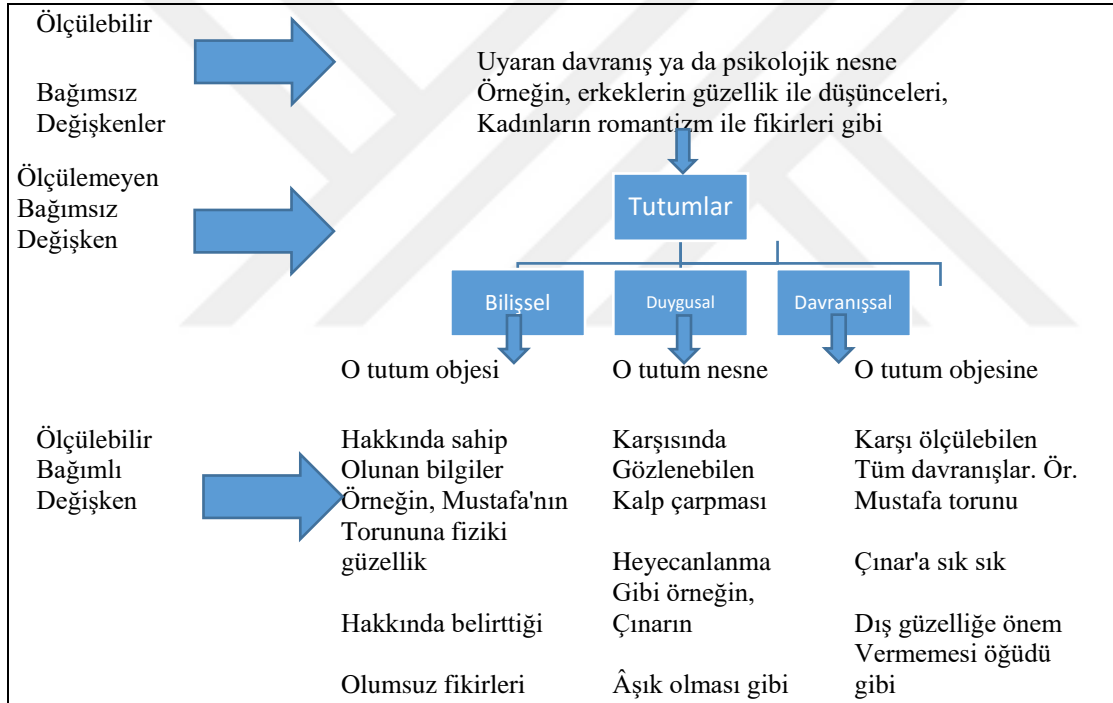 Ölçülebilir
Bağımsız
Değişkenler
Uyaran davranış ya da psikolojik nesne
Örneğin, erkeklerin güzellik ile düşünceleri,
Kadınların romantizm ile fikirleri gibi
Ölçülemeyen
Bağımsız
Değişken
Tutumlar
Bilişsel
Duygusal
Davranışsal
Ölçülebilir
Bağımlı
Değişken
O tutum objesi
Hakkında sahip
Olunan bilgiler
Örneğin, Mustafa'nın
Torununa fiziki
güzellik
Hakkında belirttiği
Olumsuz fikirleri
O tutum nesne
Karşısında
Gözlenebilen
Kalp çarpması
Heyecanlanma
Gibi örneğin,
Çınarın
Âşık olması gibi
O tutum objesine
Karşı ölçülebilen
Tüm davranışlar. Ör.
Mustafa torunu
Çınar'a sık sık
Dış güzelliğe önem
Vermemesi öğüdü
gibi